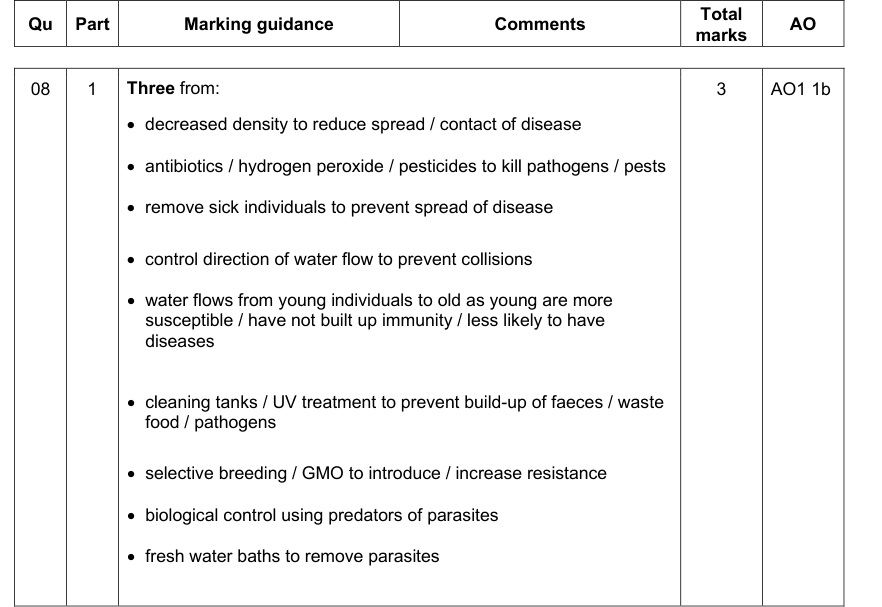 Qu Part Marking guidance Comments Total marks AO
08 1 Three from: 3 AO1 1b
• decreased density to reduce spread / contact of disease
• antibiotics / hydrogen peroxide / pesticides to kill pathogens / pests
• remove sick individuals to prevent spread of disease
• control direction of water flow to prevent collisions
• water flows from young individuals to old as young are more
susceptible / have not built up immunity / less likely to have
diseases
• cleaning tanks / UV treatment to prevent build-up of faeces / waste
food / pathogens
• selective breeding / GMO to introduce / increase resistance
• biological control using predators of parasites
• fresh water baths to remove parasites